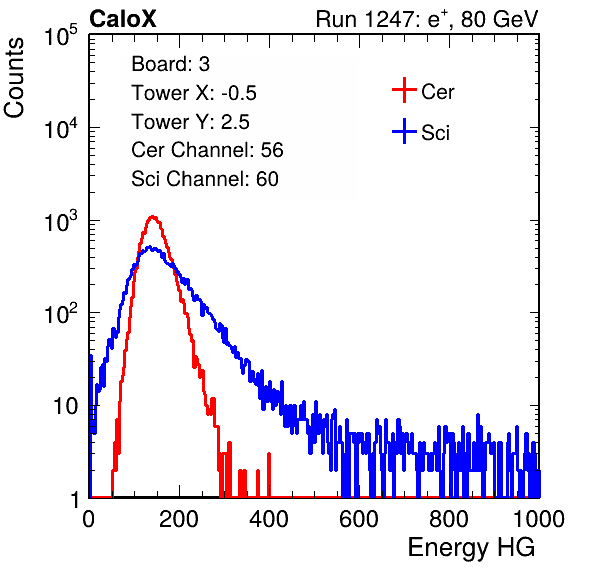 CaloX Run 1247: e⁺, 80 GeV
Counts
10⁵
10⁴
10³
10²
10
1
Board: 3
Tower X: -0.5
Tower Y: 2.5
Cer Channel: 56
Sci Channel: 60
Cer
Sci
0 200 400 600 800 1000
Energy HG